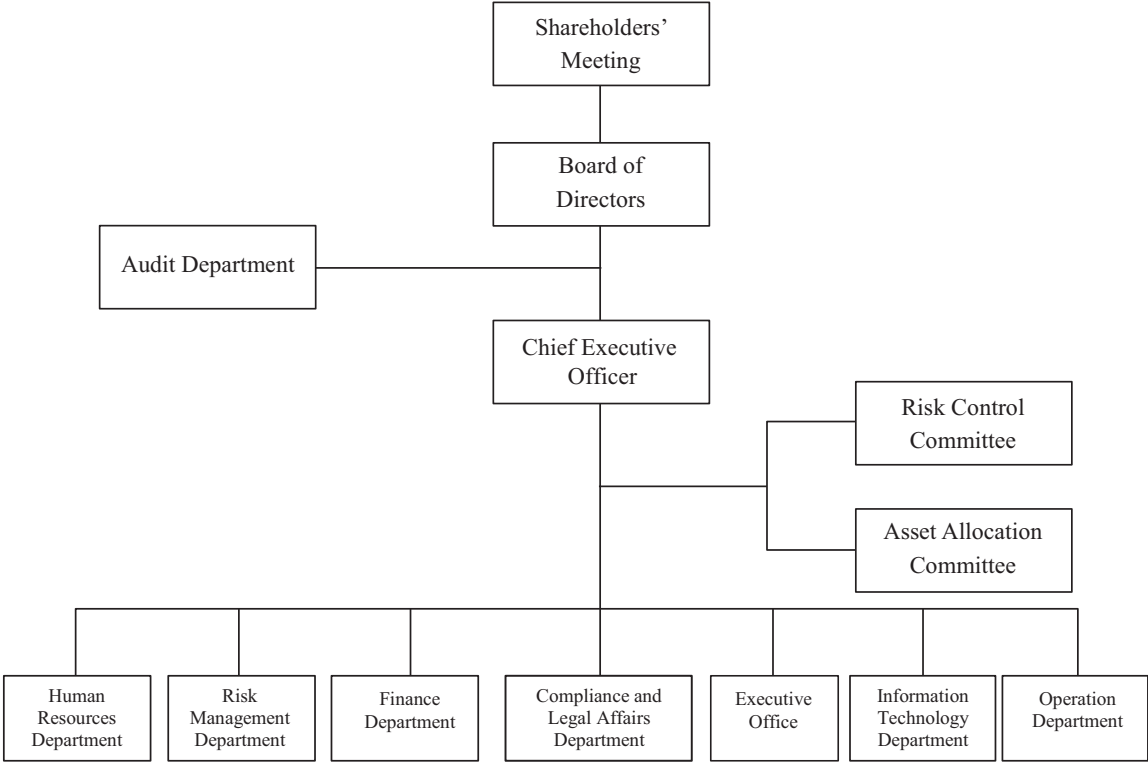 Shareholders’
Meeting
Board of
Directors
Audit Department
Chief Executive
Officer
Risk Control
Committee
Asset Allocation
Committee
Human
Resources
Department
Risk
Management
Department
Finance
Department
Compliance and
Legal Affairs
Department
Executive
Office
Information
Technology
Department
Operation
Department